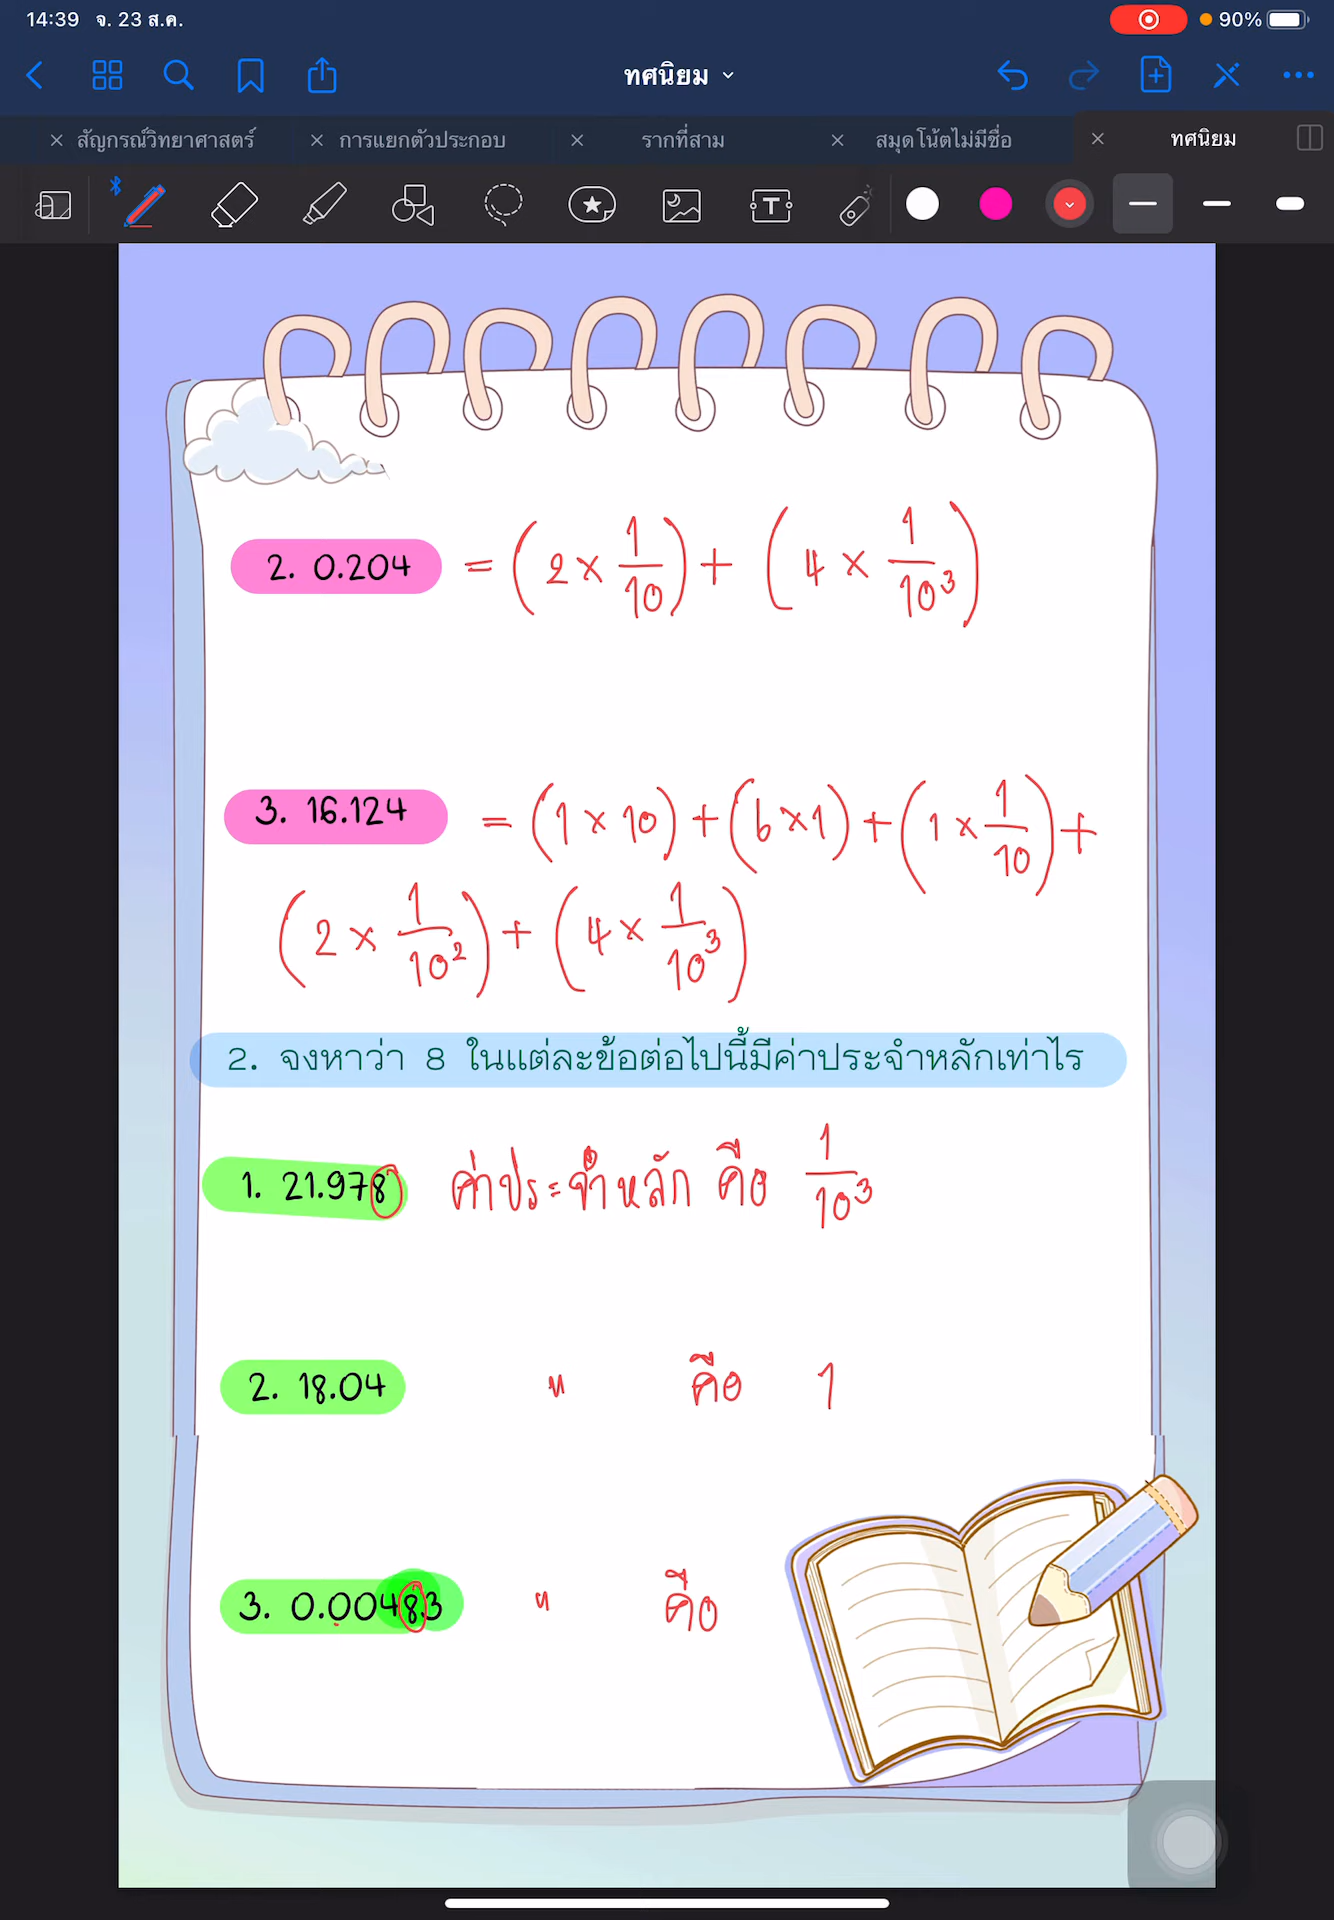 14:39 จ. 23 ส.ค. 90%
ทศนิยม
สัญกรณ์วิทยาศาสตร์ การแยกตัวประกอบ รากที่สาม สมุดโน้ตไม่มีชื่อ ทศนิยม
2. 0.204 = (2 × 1/10) + (4 × 1/10³)
3. 16.124 = (1 × 10) + (6 × 1) + (1 × 1/10) +
(2 × 1/10²) + (4 × 1/10³)
2. จงหาว่า 8 ในแต่ละข้อต่อไปนี้มีค่าประจำหลักเท่าไร
1. 21.978 ค่าประจำหลัก คือ 1/10³
2. 18.04 " คือ 1
3. 0.00483 " คือ